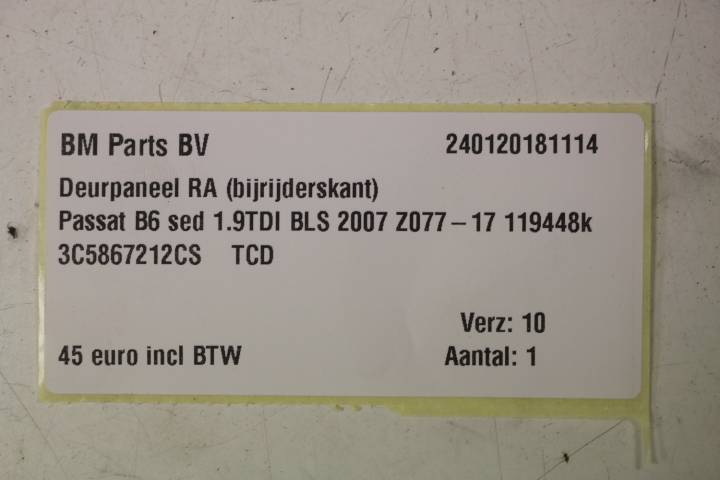 BM Parts BV 240120181114
Deurpaneel RA (bijrijderskant)
Passat B6 sed 1.9TDI BLS 2007 Z077-17 119448k
3C5867212CS TCD
Verz: 10
45 euro incl BTW Aantal: 1